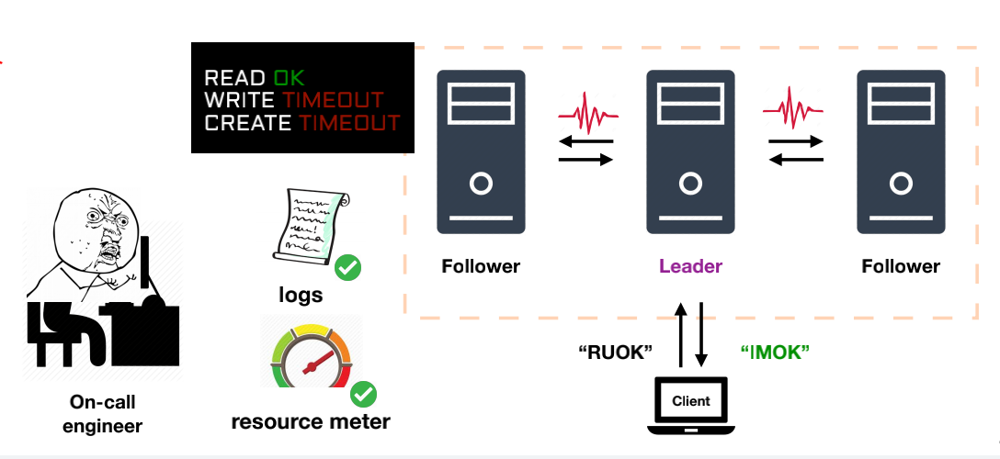 READ OK
WRITE TIMEOUT
CREATE TIMEOUT
Follower
Leader
Follower
logs
“RUOK”
“IMOK”
Client
On-call
engineer
resource meter